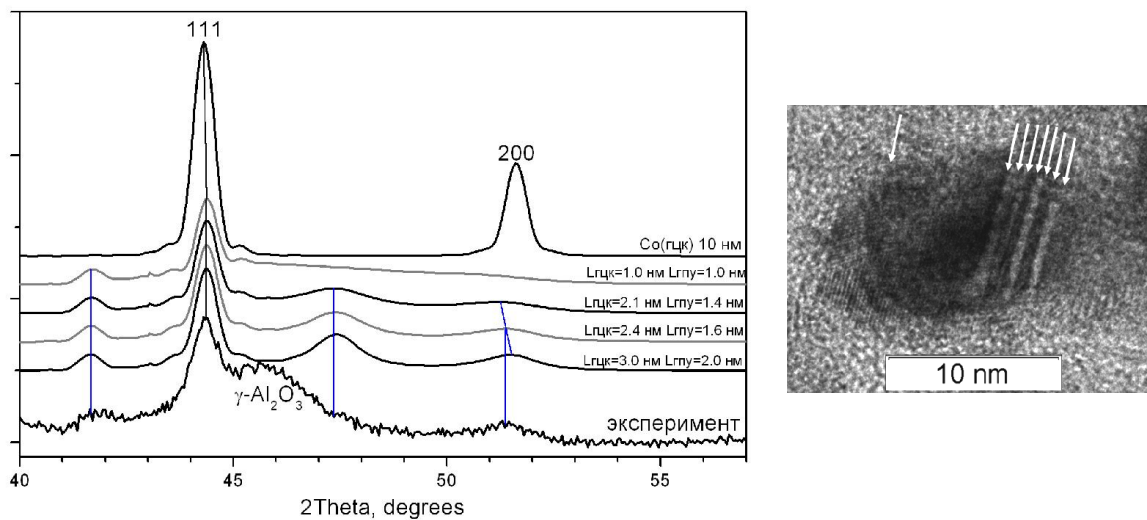 111
200
Co(гцк) 10 нм
Lгцк=1.0 нм Lгпу=1.0 нм
Lгцк=2.1 нм Lгпу=1.4 нм
Lгцк=2.4 нм Lгпу=1.6 нм
Lгцк=3.0 нм Lгпу=2.0 нм
γ-Al₂O₃
эксперимент
40 45 50 55
2Theta, degrees
10 nm